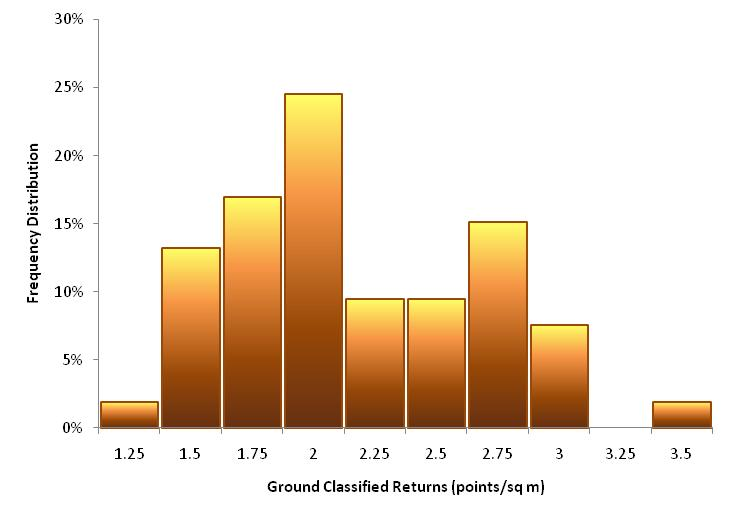 30%
25%
20%
15%
10%
5%
0%
Frequency Distribution
1.25 1.5 1.75 2 2.25 2.5 2.75 3 3.25 3.5
Ground Classified Returns (points/sq m)